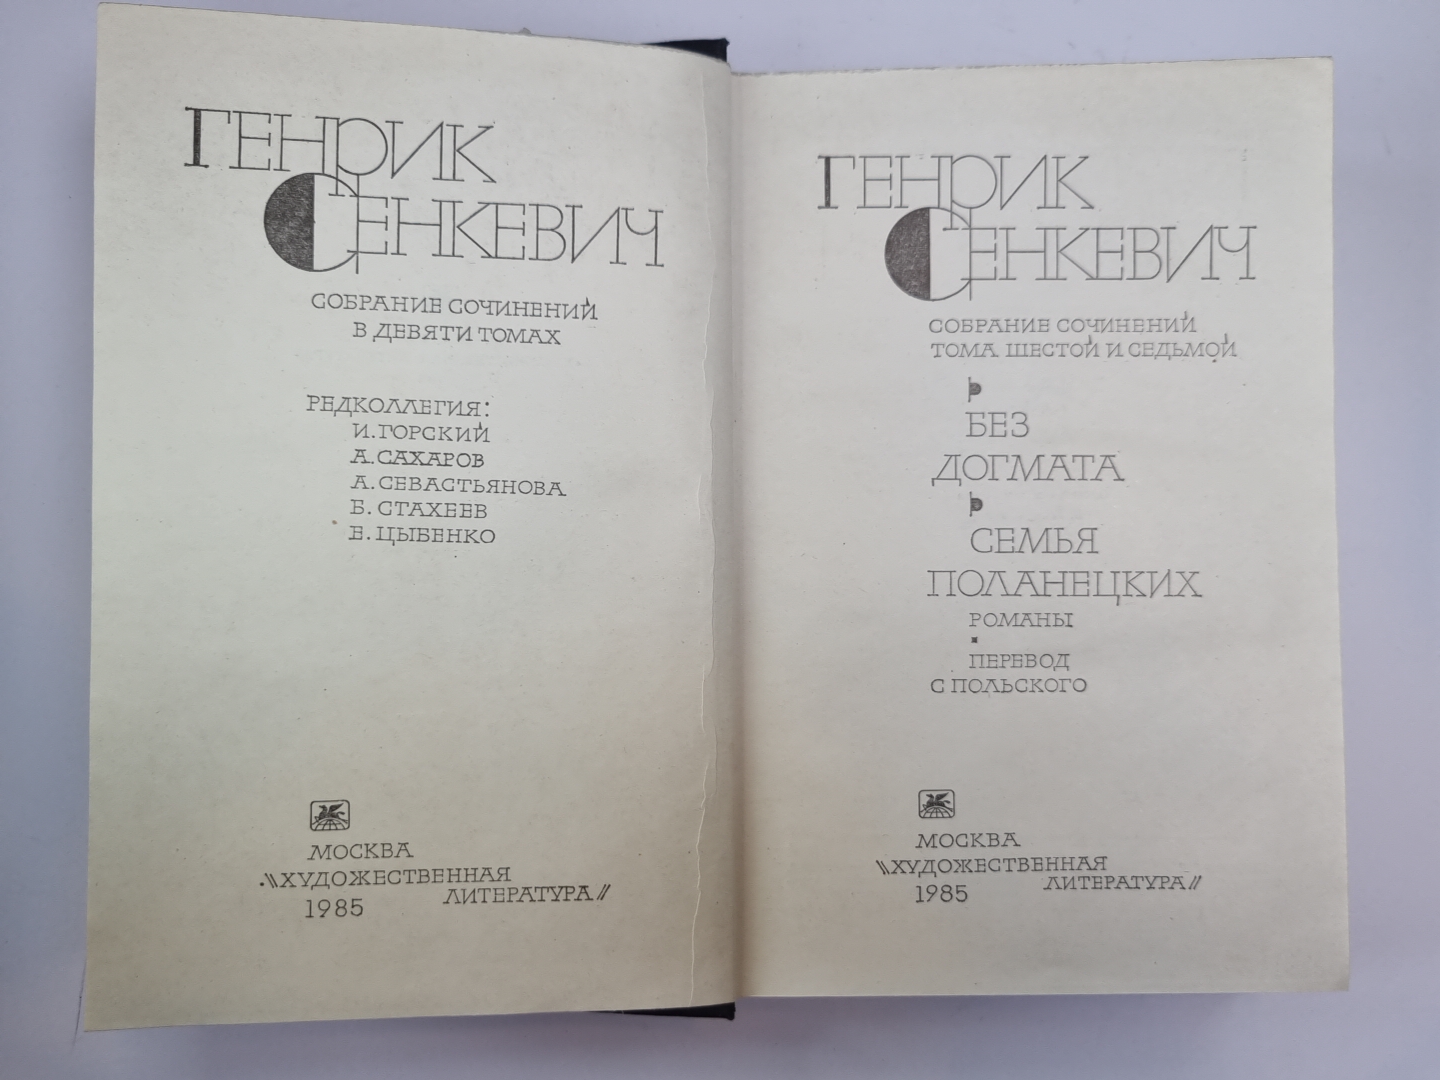 ГЕНРИК
СЕНКЕВИЧ
СОБРАНИЕ СОЧИНЕНИЙ
В ДЕВЯТИ ТОМАХ
РЕДКОЛЛЕГИЯ:
И. ГОРСКИЙ
А. САХАРОВ
А. СЕВАСТЬЯНОВА
Б. СТАХЕЕВ
Е. ЦЫБЕНКО
МОСКВА
«ХУДОЖЕСТВЕННАЯ
ЛИТЕРАТУРА»
1985
ГЕНРИК
СЕНКЕВИЧ
СОБРАНИЕ СОЧИНЕНИЙ
ТОМА ШЕСТОЙ И СЕДЬМОЙ
БЕЗ
ДОГМАТА
СЕМЬЯ
ПОЛАНЕЦКИХ
РОМАНЫ
ПЕРЕВОД
С ПОЛЬСКОГО
МОСКВА
«ХУДОЖЕСТВЕННАЯ
ЛИТЕРАТУРА»
1985